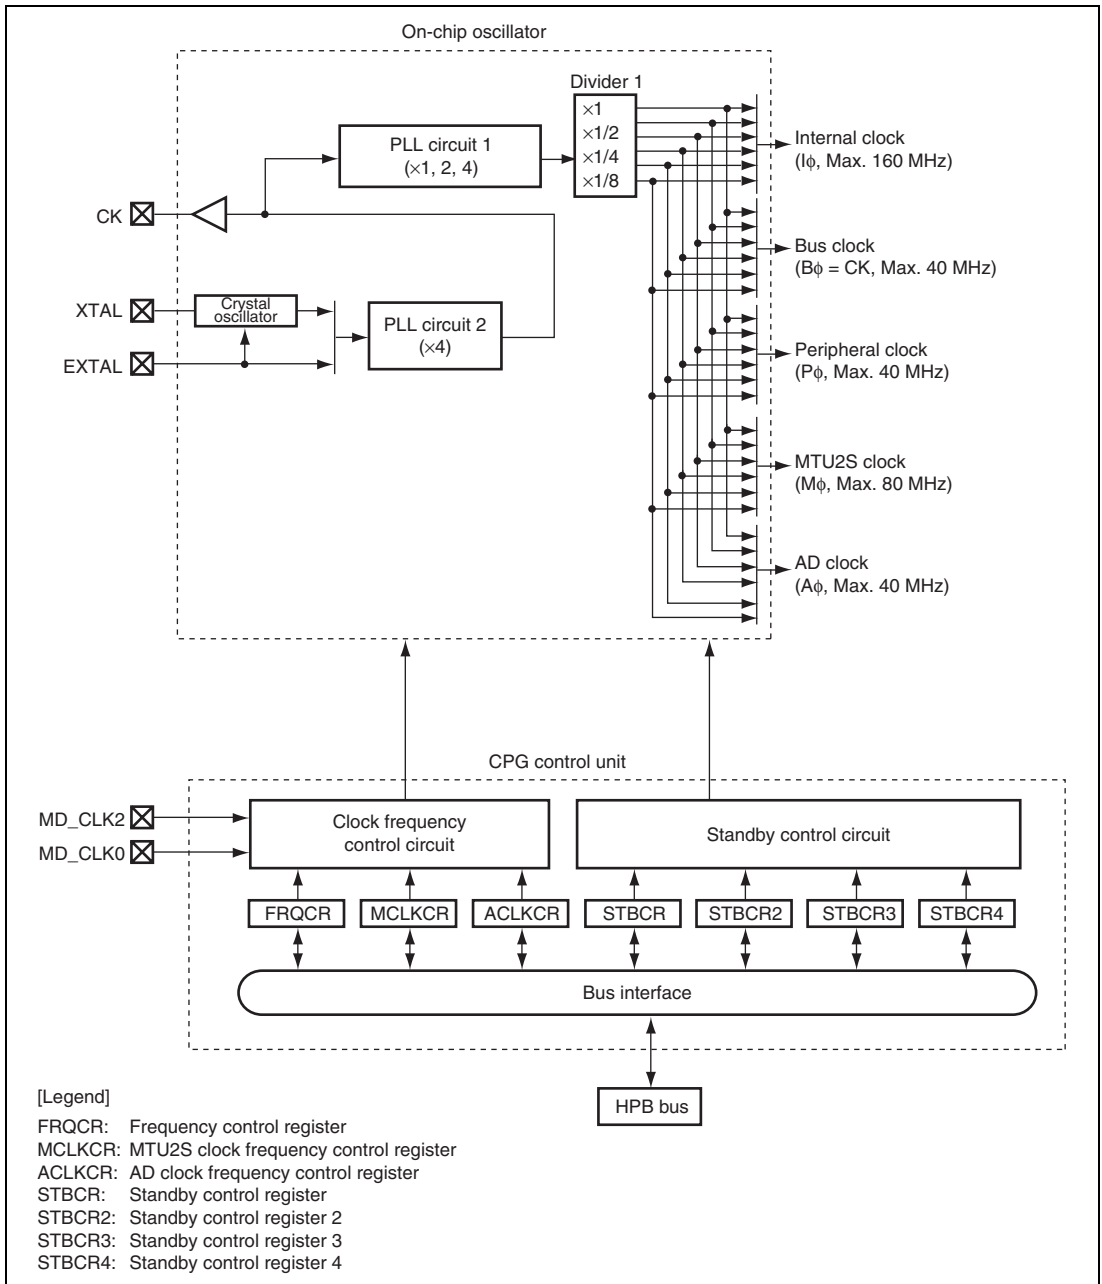 On-chip oscillator
Divider 1
×1
×1/2
×1/4
×1/8
PLL circuit 1
(×1, 2, 4)
Internal clock
(Iϕ, Max. 160 MHz)
CK
Bus clock
(Bϕ = CK, Max. 40 MHz)
XTAL
Crystal
oscillator
EXTAL
PLL circuit 2
(×4)
Peripheral clock
(Pϕ, Max. 40 MHz)
MTU2S clock
(Mϕ, Max. 80 MHz)
AD clock
(Aϕ, Max. 40 MHz)
CPG control unit
MD_CLK2
MD_CLK0
Clock frequency
control circuit
Standby control circuit
FRQCR
MCLKCR
ACLKCR
STBCR
STBCR2
STBCR3
STBCR4
Bus interface
HPB bus
[Legend]
FRQCR: Frequency control register
MCLKCR: MTU2S clock frequency control register
ACLKCR: AD clock frequency control register
STBCR: Standby control register
STBCR2: Standby control register 2
STBCR3: Standby control register 3
STBCR4: Standby control register 4